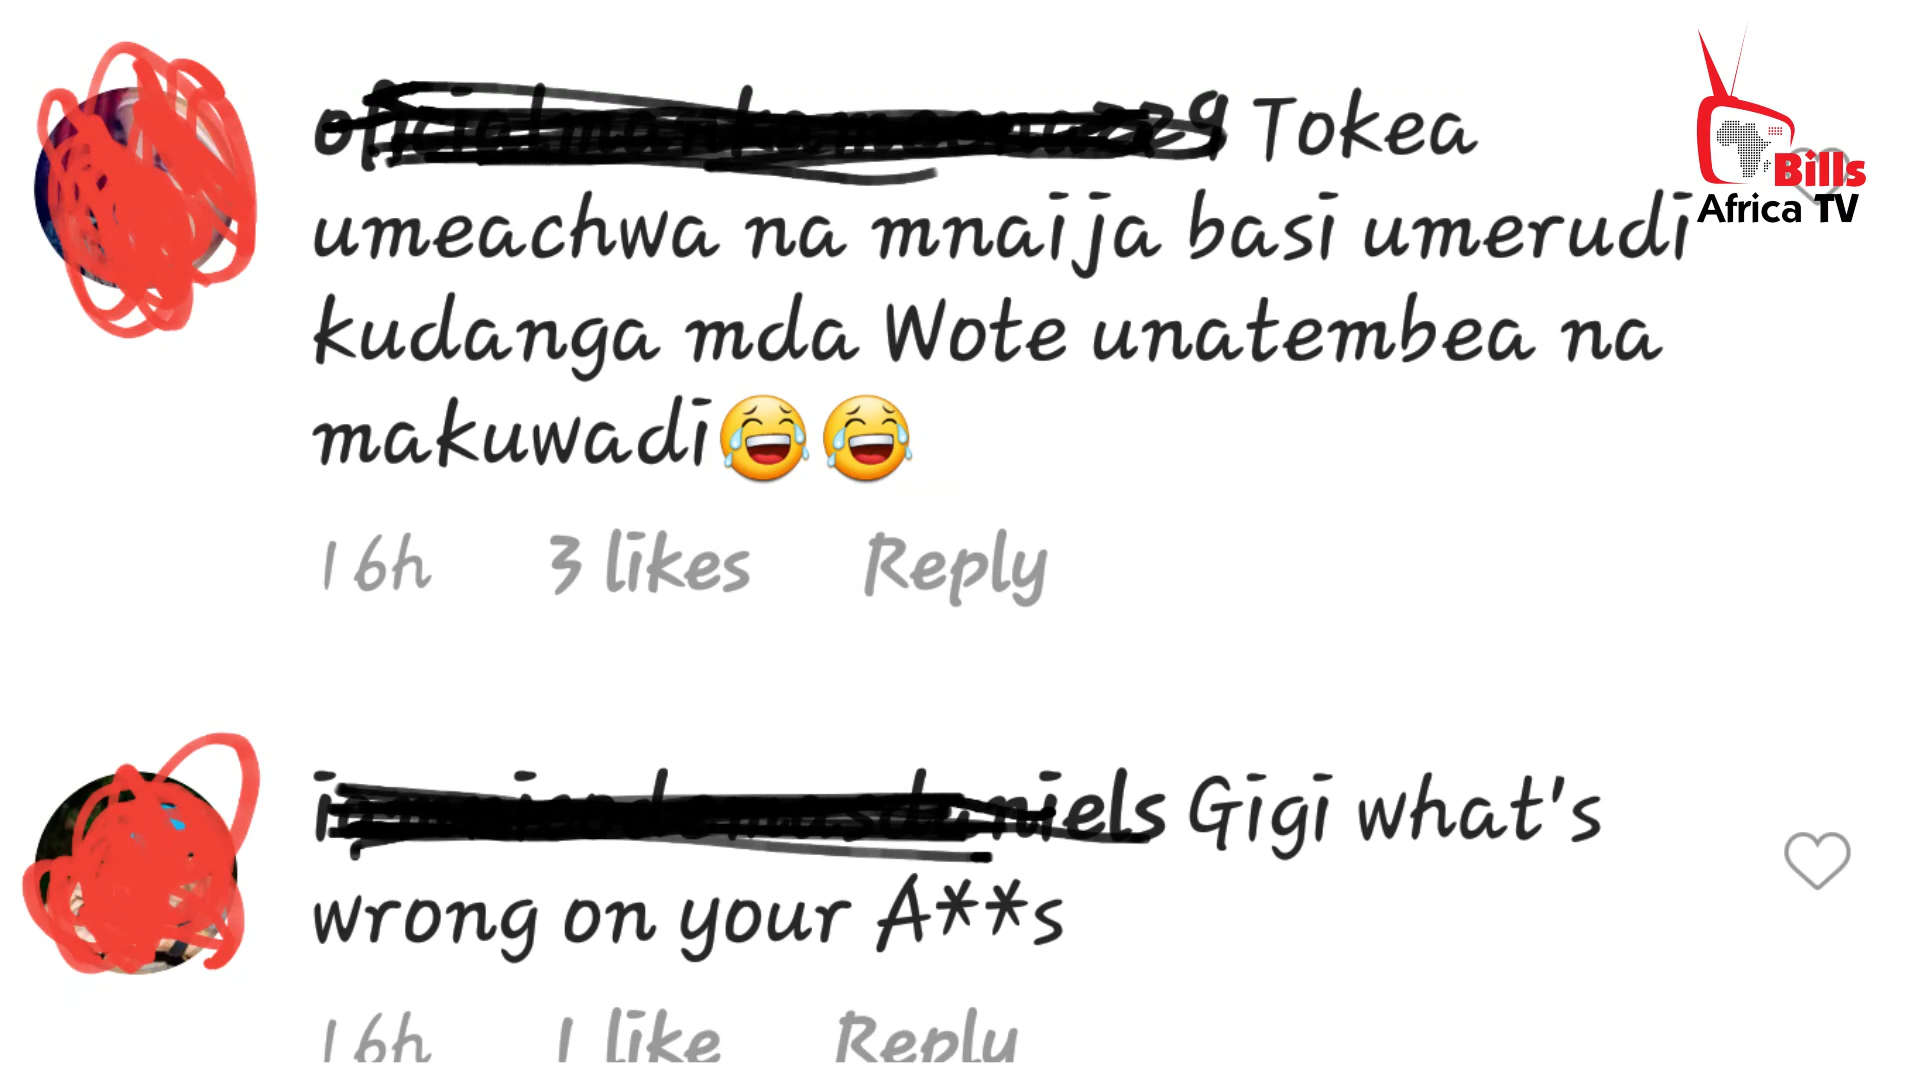 Tokea
umeachwa na mnaija basi umerudi
kudanga mda Wote unatembea na
makuwadi😂😂
16h 3 likes Reply
Gigi what's
wrong on your A**s
16h 1 like Reply
Bills
Africa TV